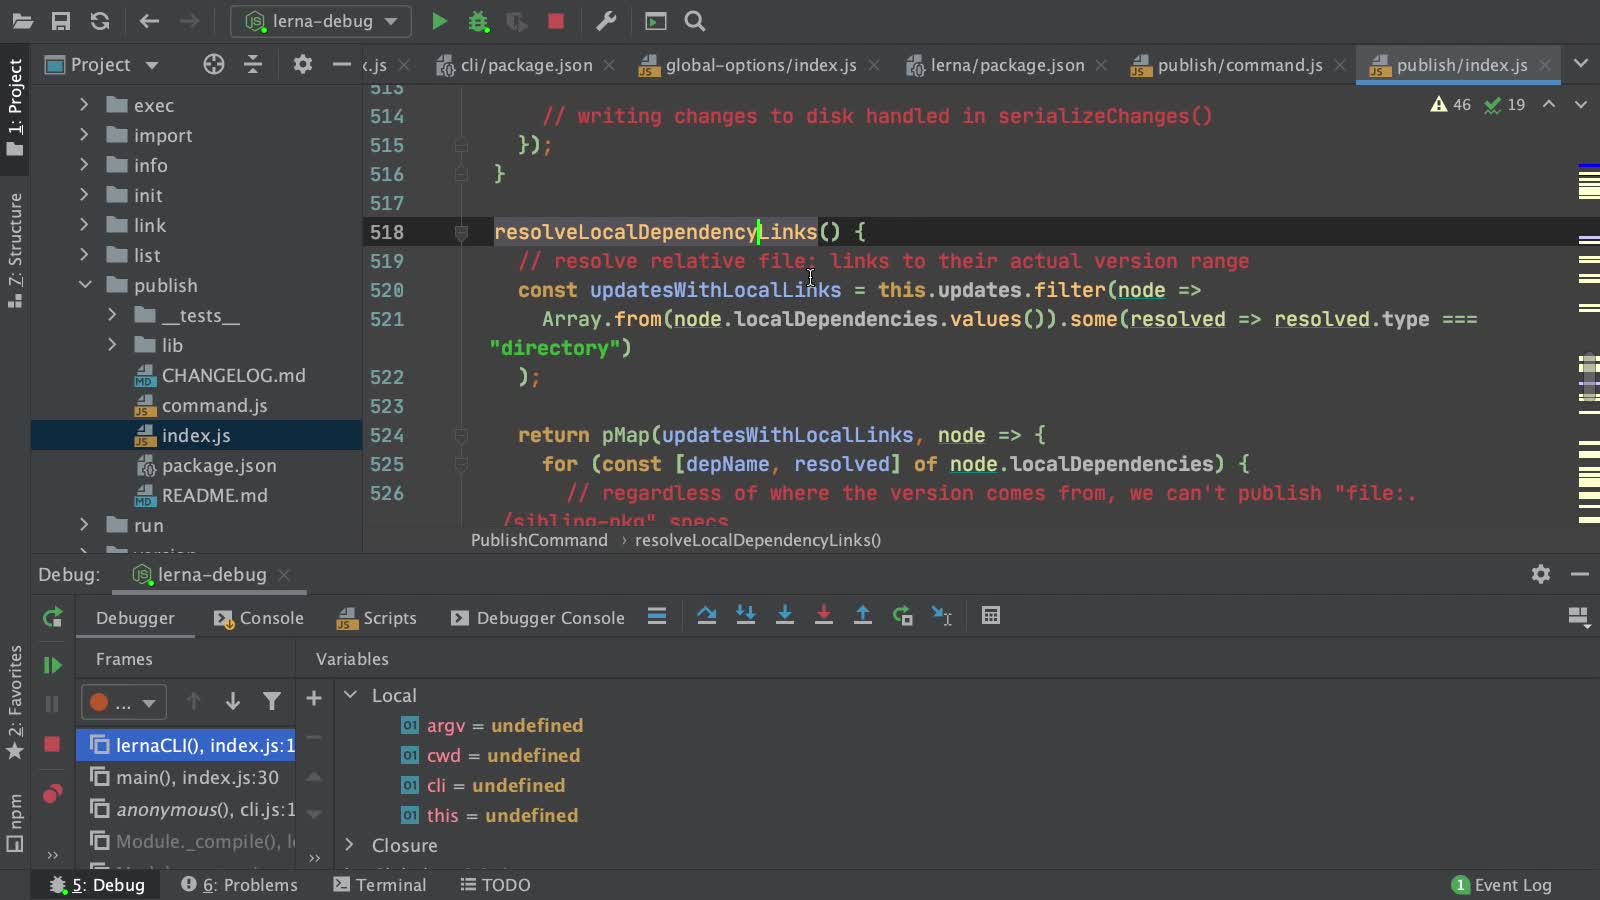 lerna-debug
1: Project
Project
x.js
cli/package.json
global-options/index.js
lerna/package.json
publish/command.js
publish/index.js
46
19
exec
import
info
init
link
list
publish
__tests__
lib
CHANGELOG.md
command.js
index.js
package.json
README.md
run
version
513
514 // writing changes to disk handled in serializeChanges()
515 });
516 }
517
518 resolveLocalDependencyLinks() {
519 // resolve relative file: links to their actual version range
520 const updatesWithLocalLinks = this.updates.filter(node =>
521 Array.from(node.localDependencies.values()).some(resolved => resolved.type ===
"directory")
522 );
523
524 return pMap(updatesWithLocalLinks, node => {
525 for (const [depName, resolved] of node.localDependencies) {
526 // regardless of where the version comes from, we can't publish "file:.
/sibling-pkg" specs
PublishCommand › resolveLocalDependencyLinks()
Z: Structure
2: Favorites
npm
Debug:
lerna-debug
Debugger
Console
Scripts
Debugger Console
Frames
Variables
...
lernaCLI(), index.js:1
main(), index.js:30
anonymous(), cli.js:1
Module._compile(), l
Local
01 argv = undefined
01 cwd = undefined
01 cli = undefined
01 this = undefined
Closure
5: Debug
6: Problems
Terminal
TODO
1 Event Log